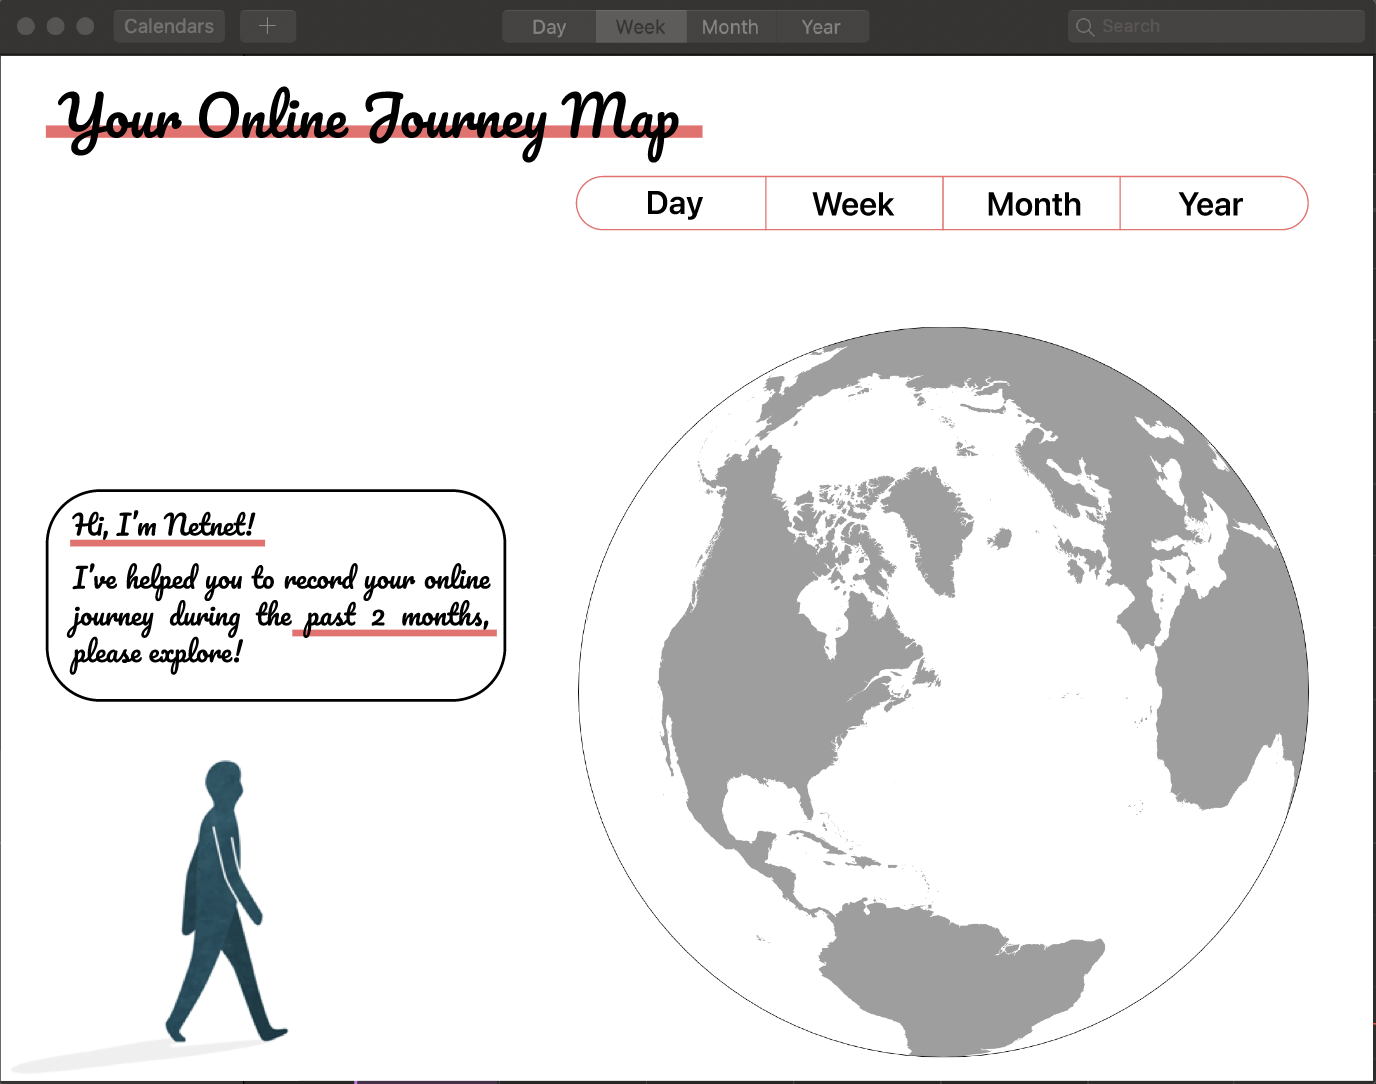 Calendars + Day Week Month Year Search
Your Online Journey Map
Day Week Month Year
Hi, I'm Netnet!
I've helped you to record your online
journey during the past 2 months,
please explore!